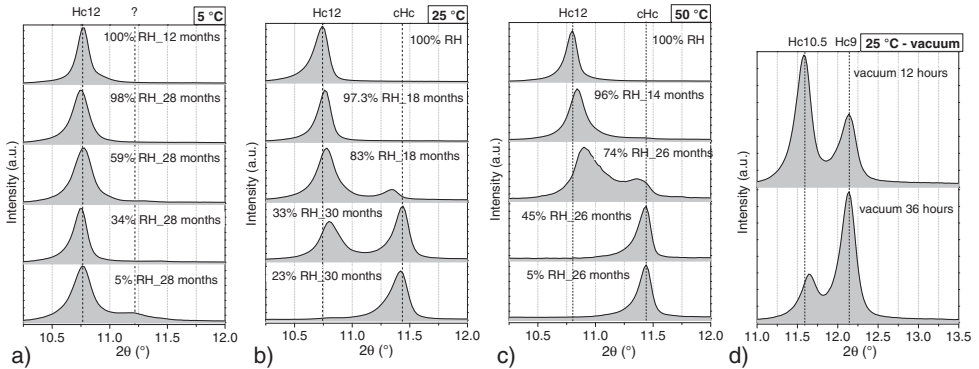 Hc12 ? 5 °C
100% RH_12 months
98% RH_28 months
59% RH_28 months
34% RH_28 months
5% RH_28 months
Intensity (a.u.)
10.5 11.0 11.5 12.0
2θ (°)
a)
Hc12 cHc 25 °C
100% RH
97.3% RH_18 months
83% RH_18 months
33% RH_30 months
23% RH_30 months
Intensity (a.u.)
10.5 11.0 11.5 12.0
2θ (°)
b)
Hc12 cHc 50 °C
100% RH
96% RH_14 months
74% RH_26 months
45% RH_26 months
5% RH_26 months
Intensity (a.u.)
10.5 11.0 11.5 12.0
2θ (°)
c)
Hc10.5 Hc9 25 °C - vacuum
vacuum 12 hours
vacuum 36 hours
Intensity (a.u.)
11.0 11.5 12.0 12.5 13.0 13.5
2θ (°)
d)